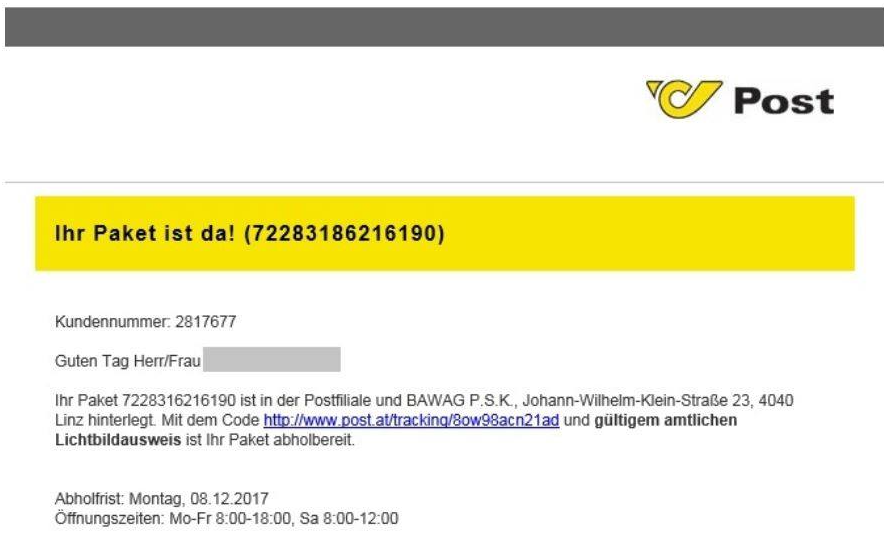 Post
Ihr Paket ist da! (72283186216190)
Kundennummer: 2817677
Guten Tag Herr/Frau
Ihr Paket 7228316216190 ist in der Postfiliale und BAWAG P.S.K., Johann-Wilhelm-Klein-Straße 23, 4040
Linz hinterlegt. Mit dem Code http://www.post.at/tracking/8ow98acn21ad und gültigem amtlichen
Lichtbildausweis ist Ihr Paket abholbereit.
Abholfrist: Montag, 08.12.2017
Öffnungszeiten: Mo-Fr 8:00-18:00, Sa 8:00-12:00